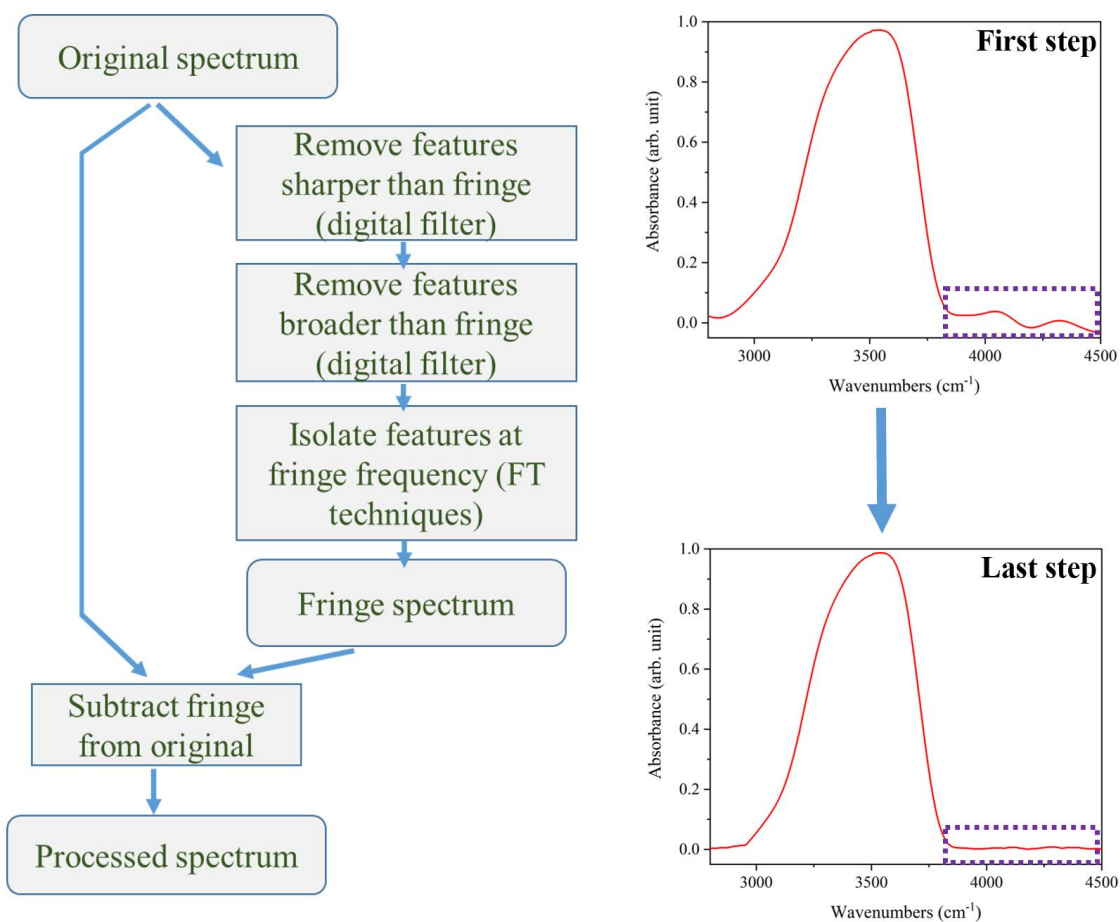 Original spectrum
Remove features
sharper than fringe
(digital filter)
Remove features
broader than fringe
(digital filter)
Isolate features at
fringe frequency (FT
techniques)
Fringe spectrum
Subtract fringe
from original
Processed spectrum
First step
Absorbance (arb. unit)
1.0
0.8
0.6
0.4
0.2
0.0
3000 3500 4000 4500
Wavenumbers (cm⁻¹)
Last step
Absorbance (arb. unit)
1.0
0.8
0.6
0.4
0.2
0.0
3000 3500 4000 4500
Wavenumbers (cm⁻¹)